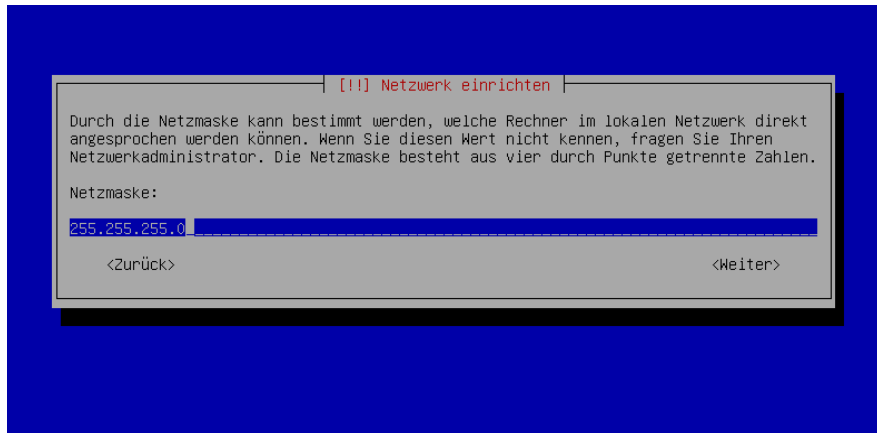 [!!] Netzwerk einrichten
Durch die Netzmaske kann bestimmt werden, welche Rechner im lokalen Netzwerk direkt
angesprochen werden können. Wenn Sie diesen Wert nicht kennen, fragen Sie Ihren
Netzwerkadministrator. Die Netzmaske besteht aus vier durch Punkte getrennte Zahlen.
Netzmaske:
255.255.255.0
<Zurück> <Weiter>